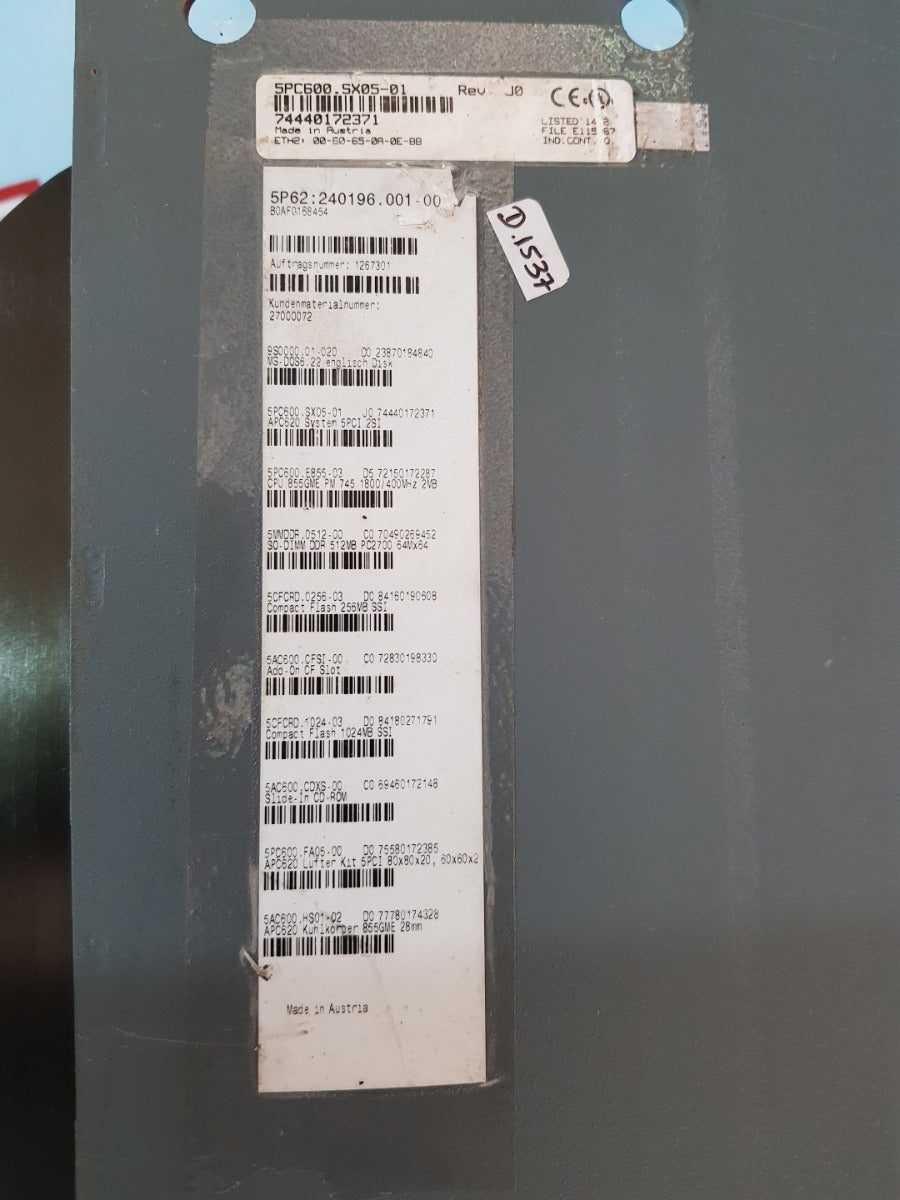 5PC600.SX05-01 Rev. J0 CE
74440172371
Made in Austria
ETH2: 00-60-65-0A-0E-BB
LISTED
FILE
IND.CONT.
5P62:240196.001-00
B0AF0168454
Auftragsnummer: 1267301
Kundenmaterialnummer:
27000072
9S0000.01-020 D0 23870184840
MS-DOS6.22 englisch Disk
5PC600.SX05-01 J0 74440172371
APC620 System 5PCI 2SI
5PC600.E855-03 D5 72150172287
CPU 855GME PM 745 1800/400MHz 2MB
5MMDDR.0512-00 C0 70490269452
SO-DIMM DDR 512MB PC2700 64Mx64
5CFCRD.0256-03 D0 84160190608
Compact Flash 256MB SSI
5AC600.CFSI-00 C0 72830198330
Add-On CF Slot
5CFCRD.1024-03 D0 84180271791
Compact Flash 1024MB SSI
5AC600.CDXS-00 C0 69460172148
Slide-In CD-ROM
5PC600.FA05-00 D0 75580172385
APC620 Lüfter Kit 5PCI 80x80x20, 60x60x2
5AC600.HS01-02 D0 77780174328
APC620 Kühlkörper 855GME 28mm
Made in Austria
D.1537